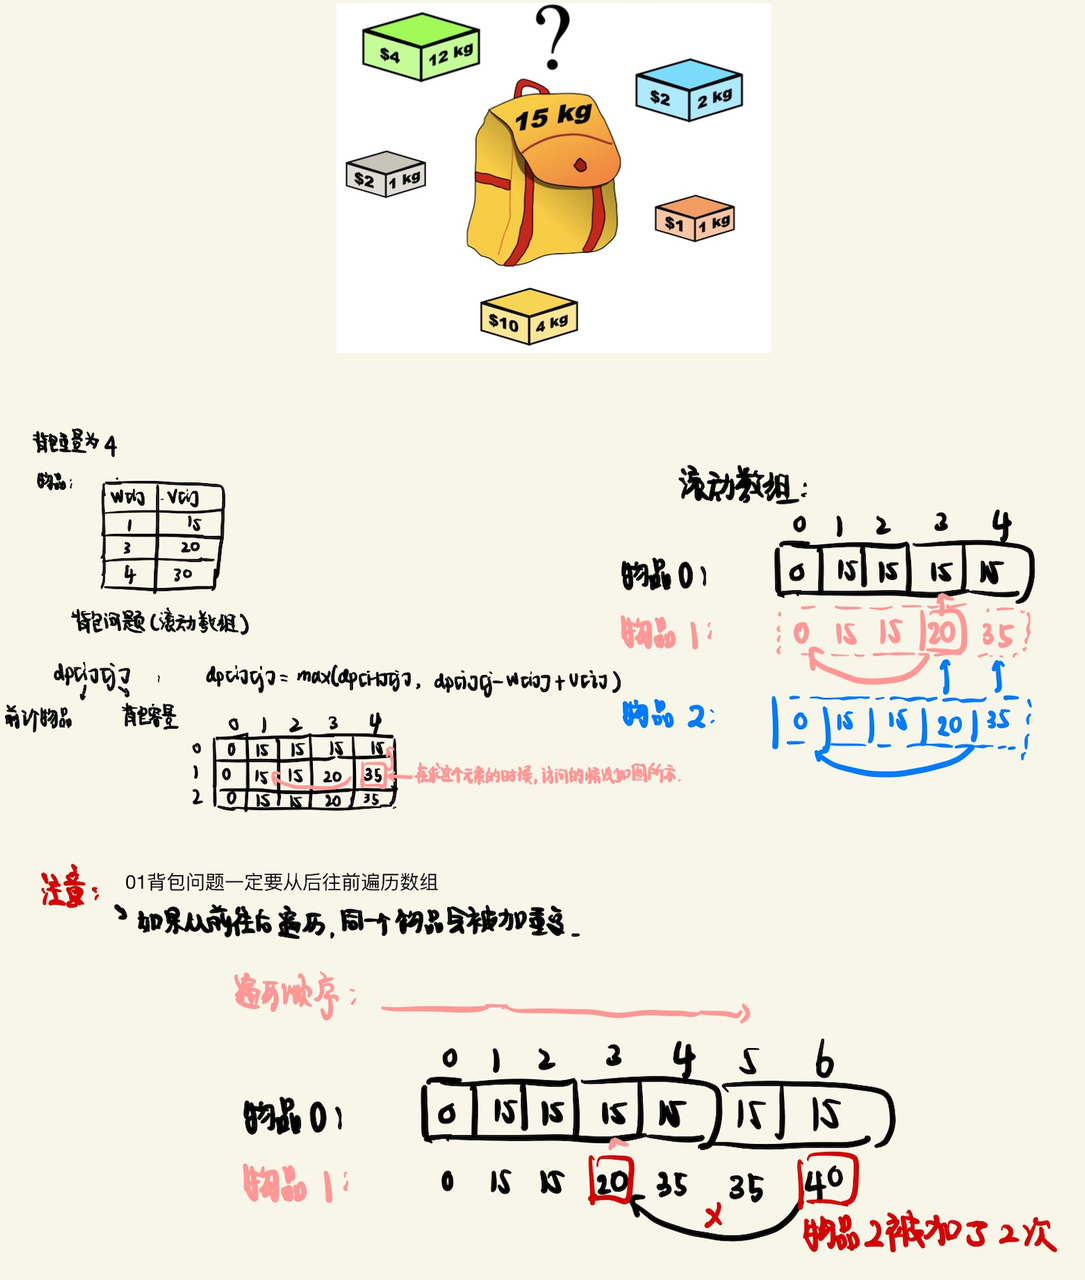 ?
$4 12 kg
15 kg
$2 2 kg
$2 1 kg
$1 1 kg
$10 4 kg
背包重量为 4
物品:
W[i] V[i]
1 15
3 20
4 30
背包问题(滚动数组)
dp[i][j] , dp[i][j] = max(dp[i-1][j], dp[i][j-W[i]]+V[i])
前i个物品 背包容量
0 1 2 3 4
0 0 15 15 15 15
1 0 15 15 20 35
在求这个元素的时候,访问的情况如图所示.
2 0 15 15 20 35
滚动数组:
0 1 2 3 4
物品0: 0 15 15 15 15
物品1: 0 15 15 20 35
物品2: 0 15 15 20 35
注意:
01背包问题一定要从后往前遍历数组
如果从前往后遍历,同一个物品会被加重复.
遍历顺序:
0 1 2 3 4 5 6
物品0: 0 15 15 15 15 15 15
物品1: 0 15 15 20 35 35 40
x
物品2被加了2次